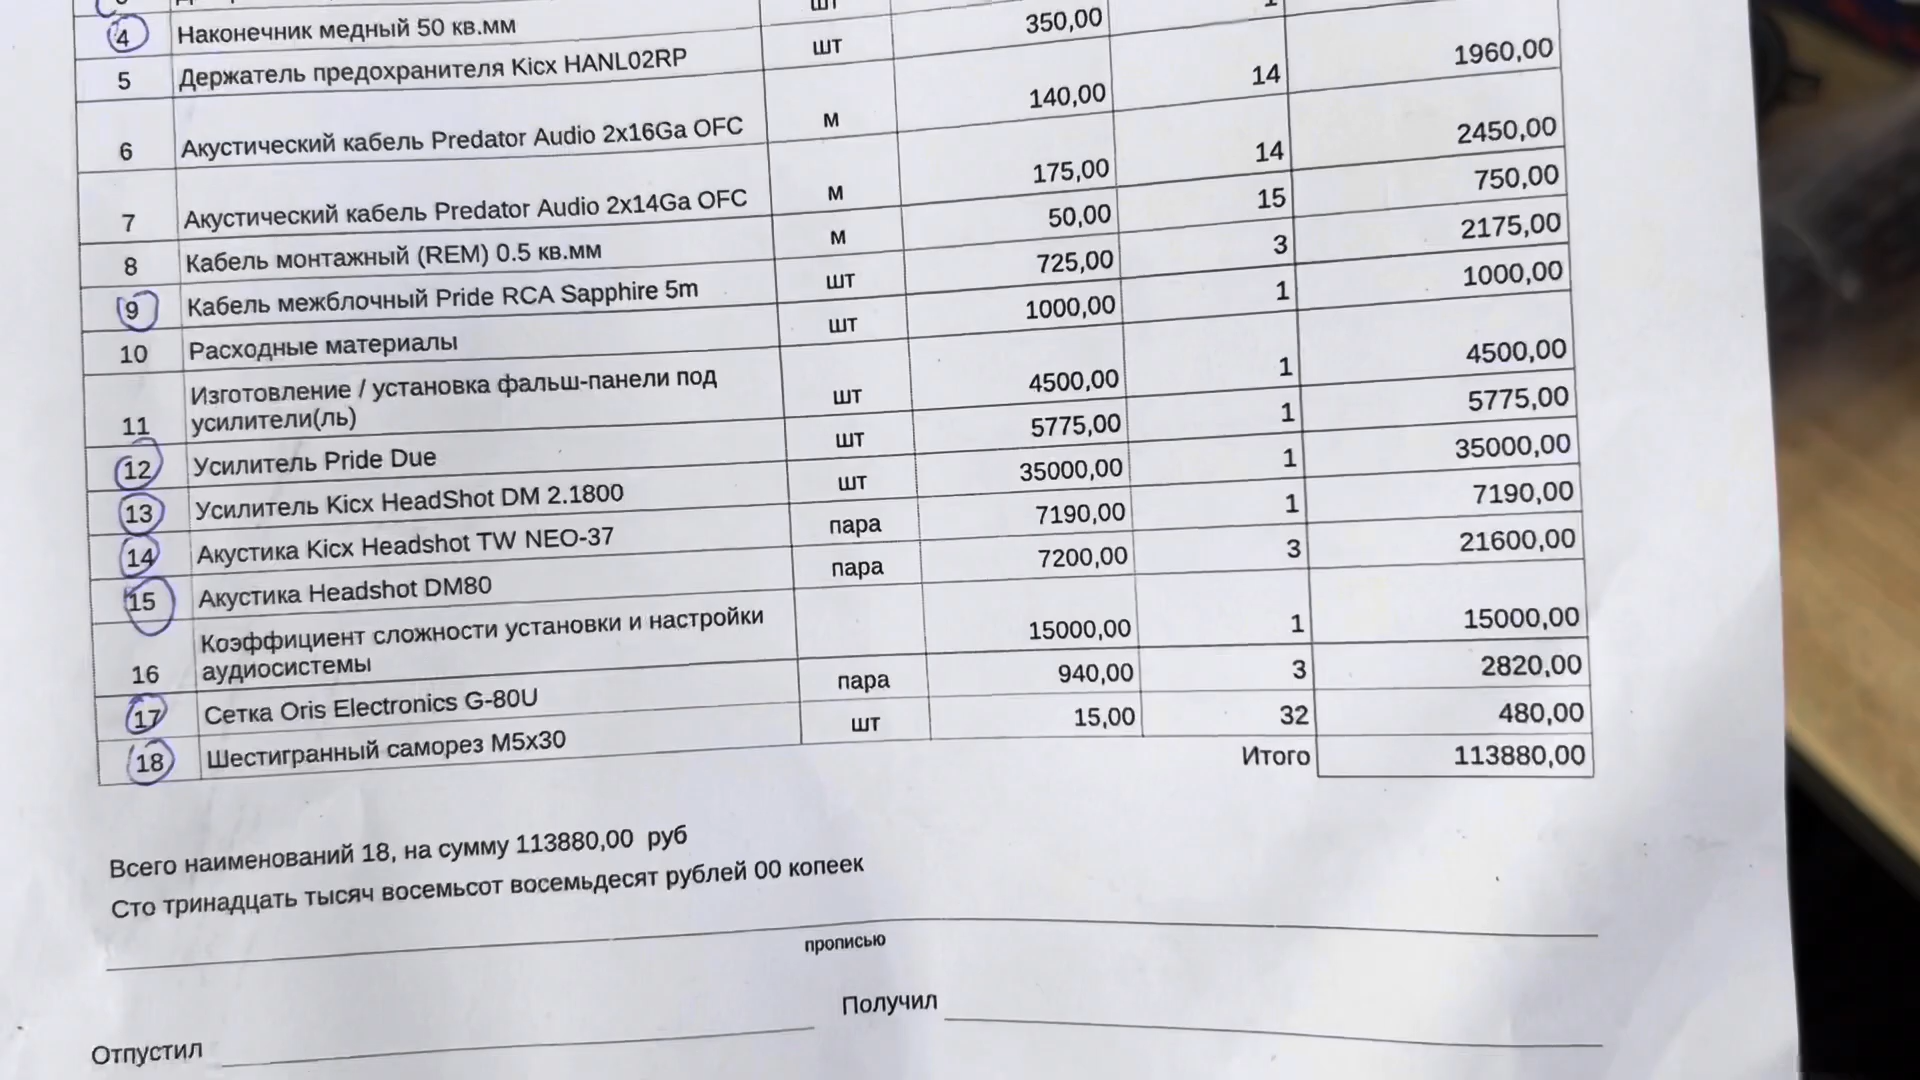 4 Наконечник медный 50 кв.мм шт
5 Держатель предохранителя Kicx HANL02RP шт 350,00 1
6 Акустический кабель Predator Audio 2x16Ga OFC м 140,00 14 1960,00
7 Акустический кабель Predator Audio 2x14Ga OFC м 175,00 14 2450,00
8 Кабель монтажный (REM) 0.5 кв.мм м 50,00 15 750,00
9 Кабель межблочный Pride RCA Sapphire 5m шт 725,00 3 2175,00
10 Расходные материалы шт 1000,00 1 1000,00
11 Изготовление / установка фальш-панели под
усилители(ль) шт 4500,00 1 4500,00
12 Усилитель Pride Due шт 5775,00 1 5775,00
13 Усилитель Kicx HeadShot DM 2.1800 шт 35000,00 1 35000,00
14 Акустика Kicx Headshot TW NEO-37 пара 7190,00 1 7190,00
15 Акустика Headshot DM80 пара 7200,00 3 21600,00
16 Коэффициент сложности установки и настройки
аудиосистемы 15000,00 1 15000,00
17 Сетка Oris Electronics G-80U пара 940,00 3 2820,00
18 Шестигранный саморез М5х30 шт 15,00 32 480,00
Итого 113880,00
Всего наименований 18, на сумму 113880,00 руб
Сто тринадцать тысяч восемьсот восемьдесят рублей 00 копеек
прописью
Отпустил Получил